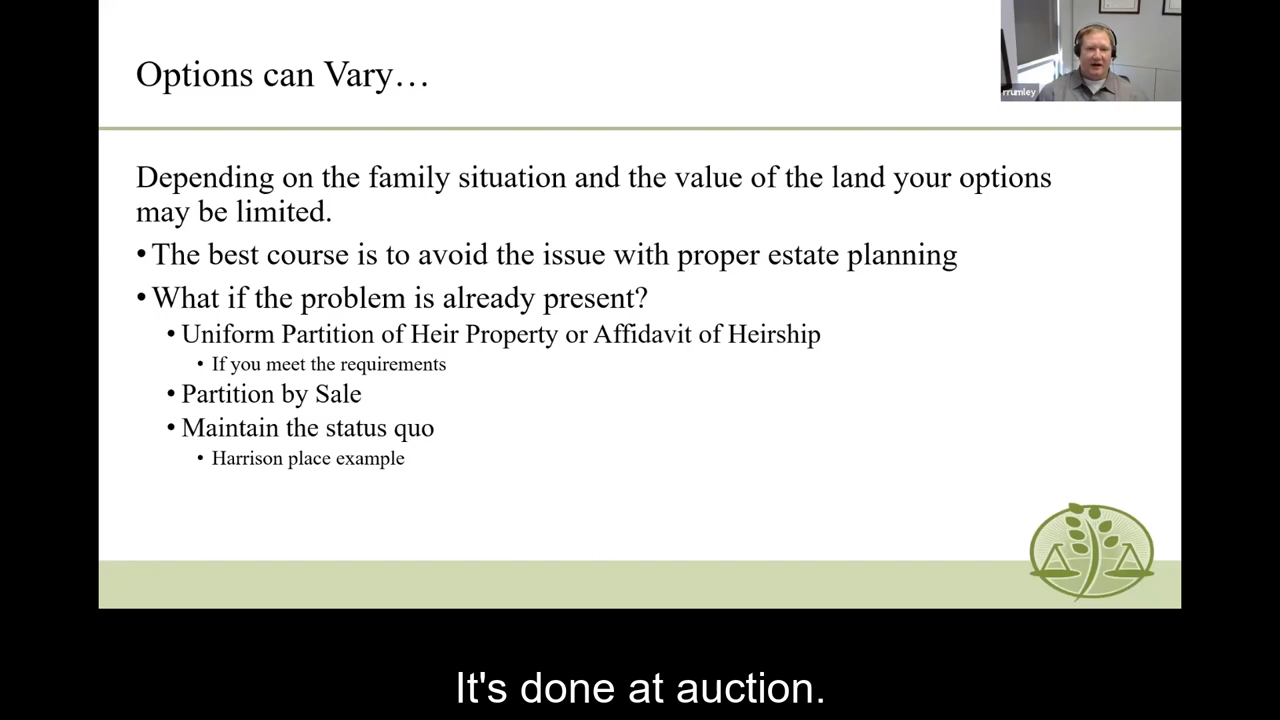 Options can Vary…
rrumley
Depending on the family situation and the value of the land your options
may be limited.
• The best course is to avoid the issue with proper estate planning
• What if the problem is already present?
• Uniform Partition of Heir Property or Affidavit of Heirship
• If you meet the requirements
• Partition by Sale
• Maintain the status quo
• Harrison place example
It's done at auction.